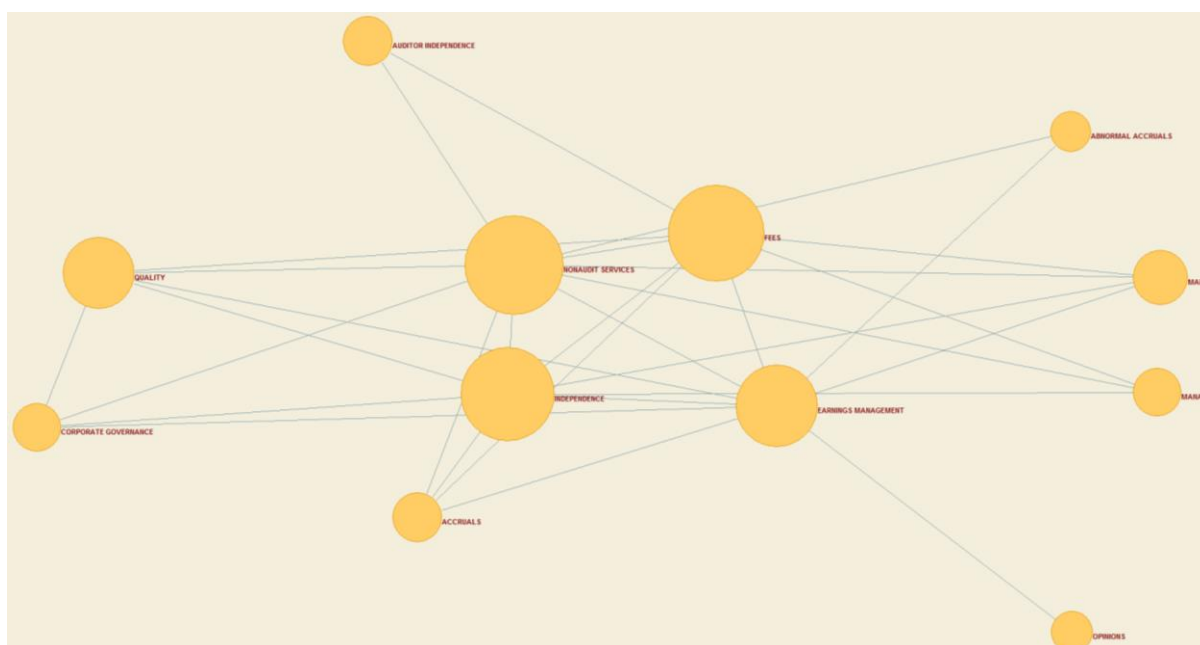 AUDITOR INDEPENDENCE
ABNORMAL ACCRUALS
FEES
NONAUDIT SERVICES
QUALITY
INDEPENDENCE
EARNINGS MANAGEMENT
CORPORATE GOVERNANCE
ACCRUALS
OPINIONS